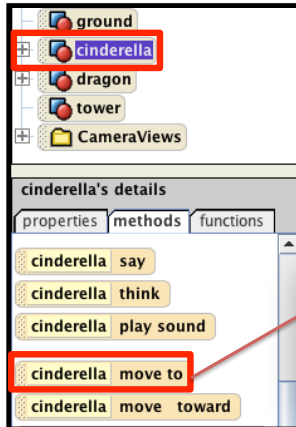 ground
cinderella
dragon
tower
CameraViews
cinderella's details
properties methods functions
cinderella say
cinderella think
cinderella play sound
cinderella move to
cinderella move toward